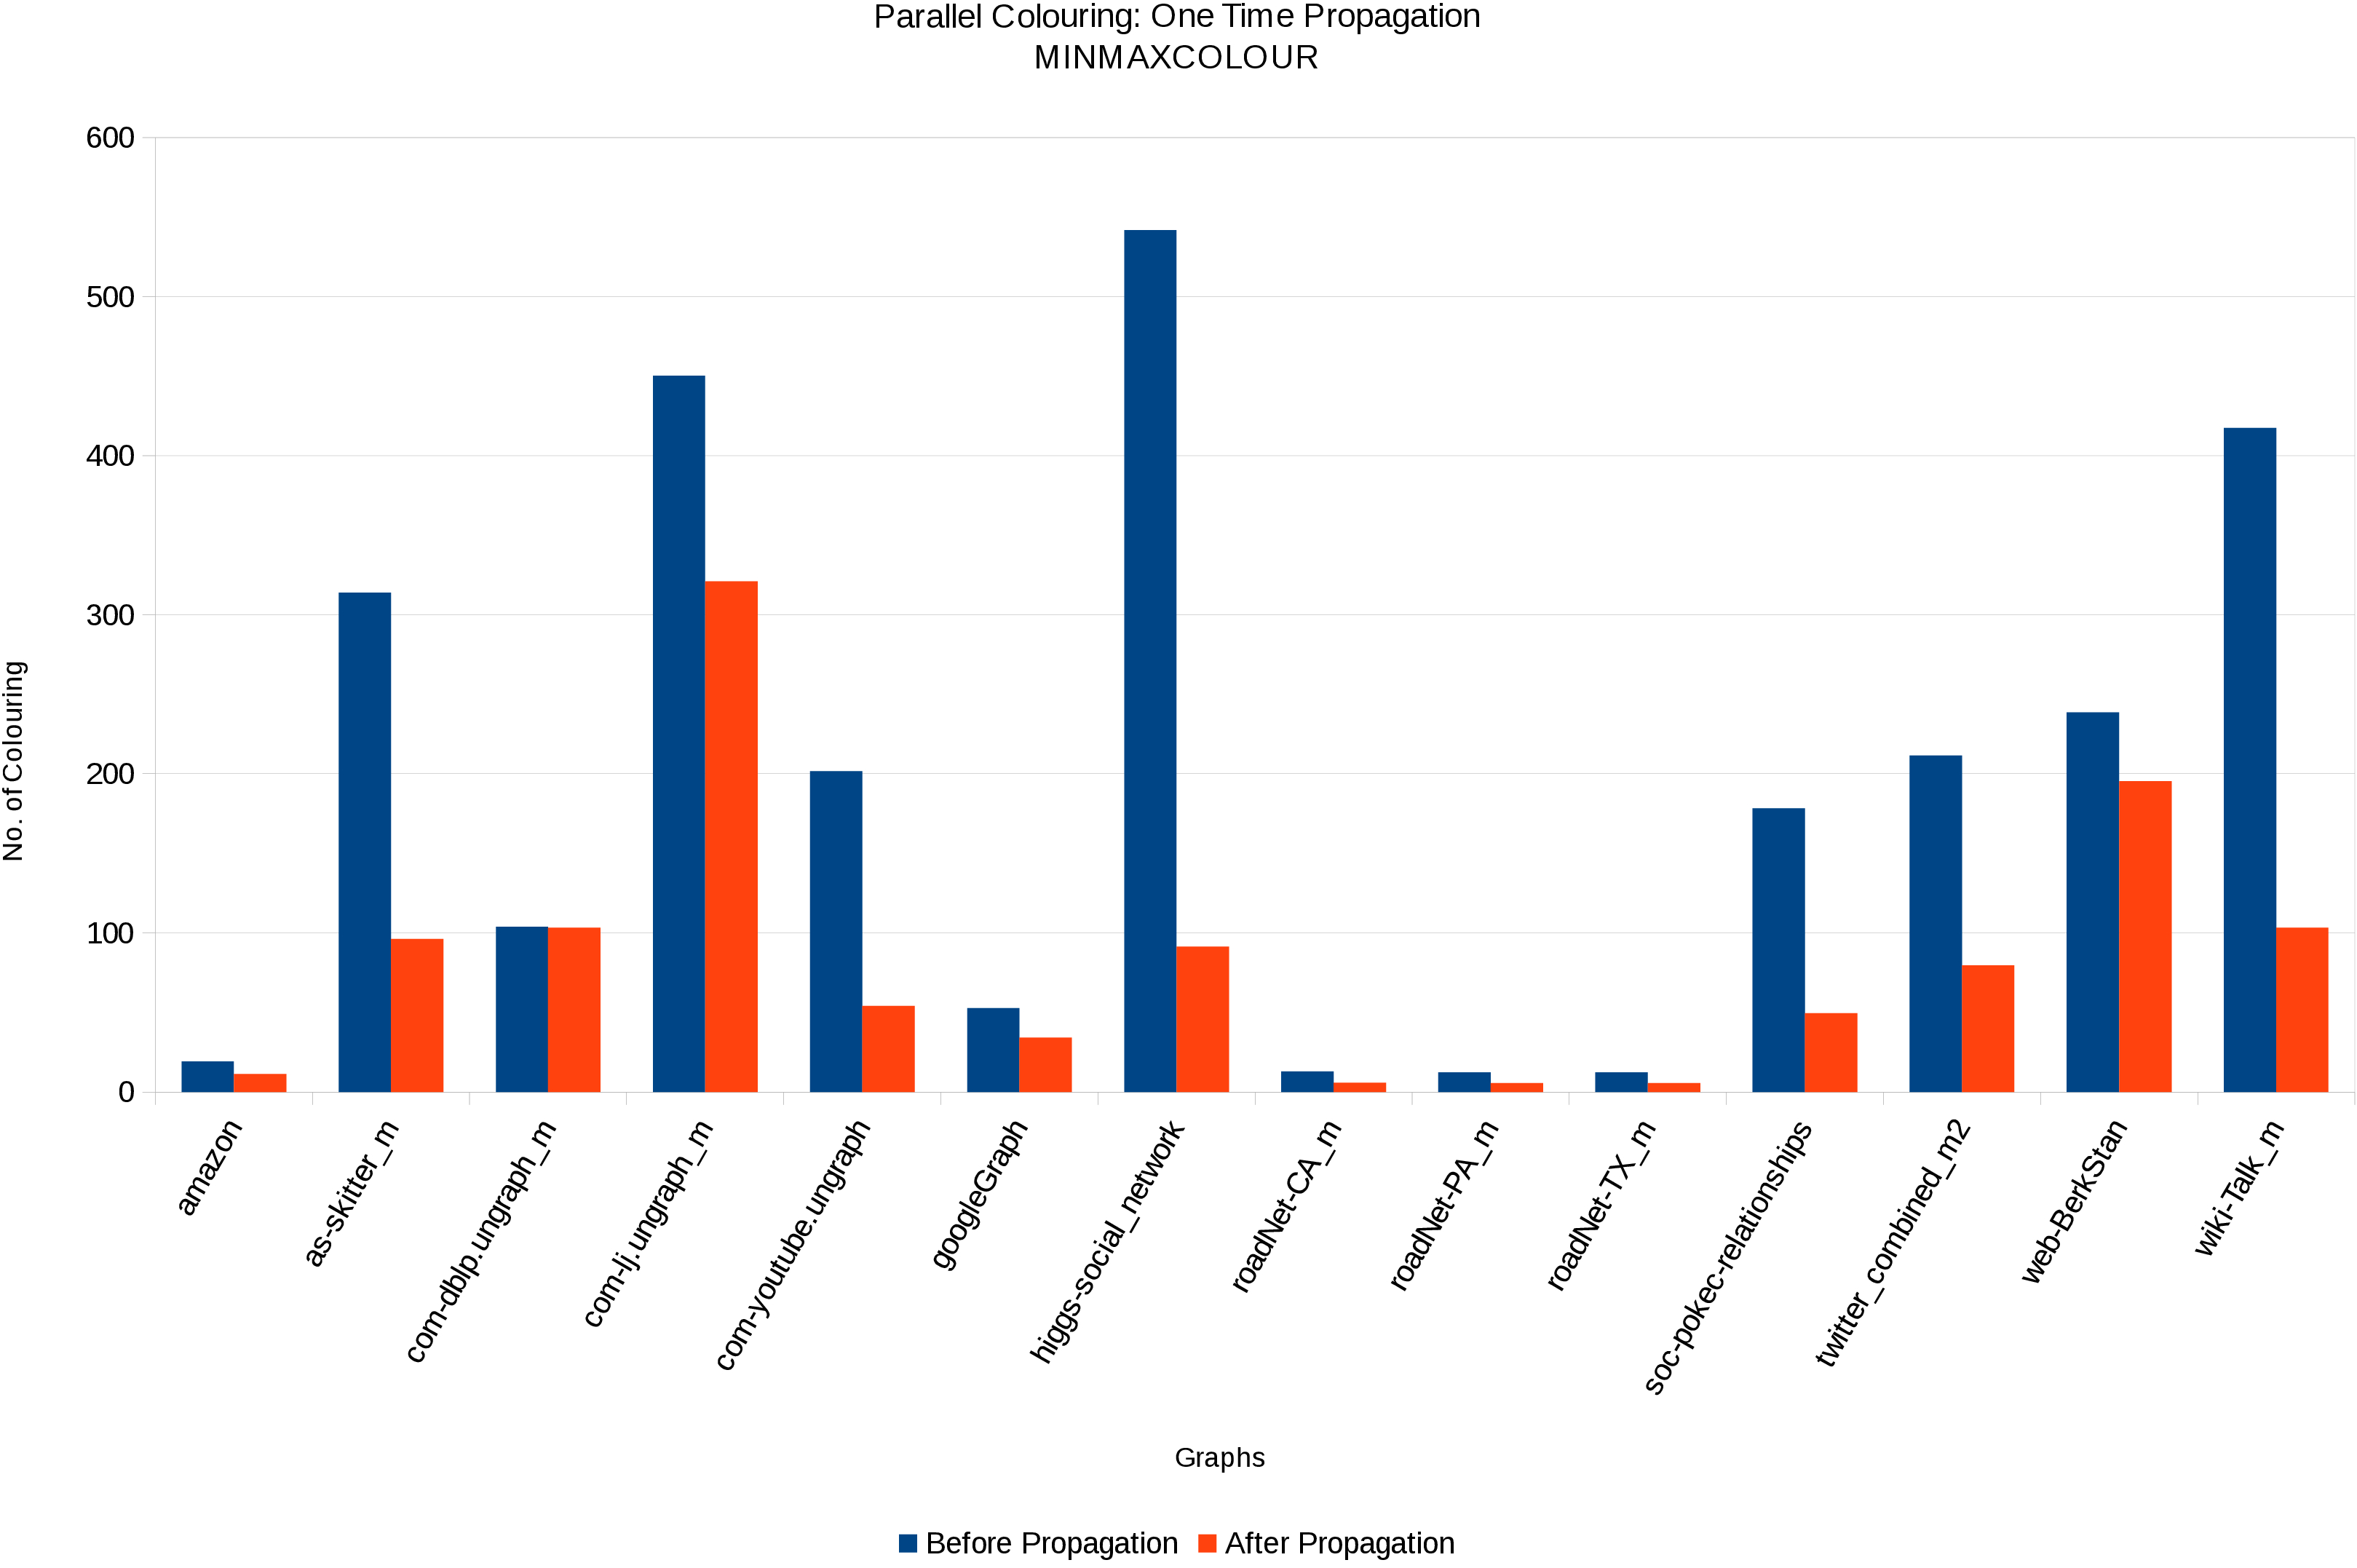 Parallel Colouring: One Time Propagation
MINMAXCOLOUR
600
500
400
300
200
100
0
No. of Colouring
amazon
as-skitter_m
com-dblp.ungraph_m
com-lj.ungraph_m
com-youtube.ungraph
googleGraph
higgs-social_network
roadNet-CA_m
roadNet-PA_m
roadNet-TX_m
soc-pokec-relationships
twitter_combined_m2
web-BerkStan
wiki-Talk_m
Graphs
Before Propagation
After Propagation